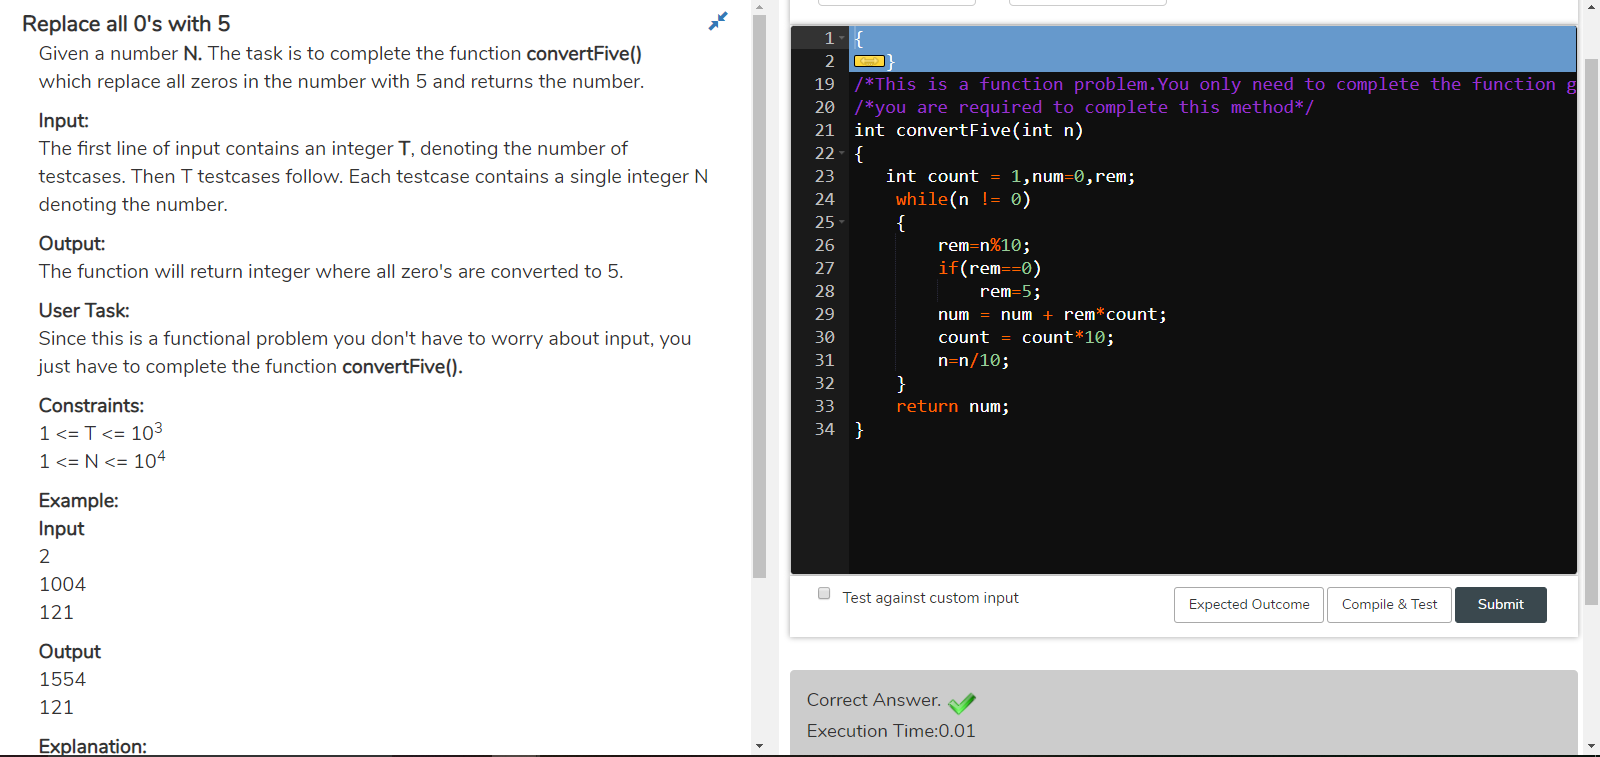 Replace all 0's with 5
Given a number N. The task is to complete the function convertFive()
which replace all zeros in the number with 5 and returns the number.
Input:
The first line of input contains an integer T, denoting the number of
testcases. Then T testcases follow. Each testcase contains a single integer N
denoting the number.
Output:
The function will return integer where all zero's are converted to 5.
User Task:
Since this is a functional problem you don't have to worry about input, you
just have to complete the function convertFive().
Constraints:
1 <= T <= 10³
1 <= N <= 10⁴
Example:
Input
2
1004
121
Output
1554
121
Explanation:
1 {
2 }
19 /*This is a function problem.You only need to complete the function g
20 /*you are required to complete this method*/
21 int convertFive(int n)
22 {
23 int count = 1,num=0,rem;
24 while(n != 0)
25 {
26 rem=n%10;
27 if(rem==0)
28 rem=5;
29 num = num + rem*count;
30 count = count*10;
31 n=n/10;
32 }
33 return num;
34 }
Test against custom input
Expected Outcome
Compile & Test
Submit
Correct Answer.
Execution Time:0.01